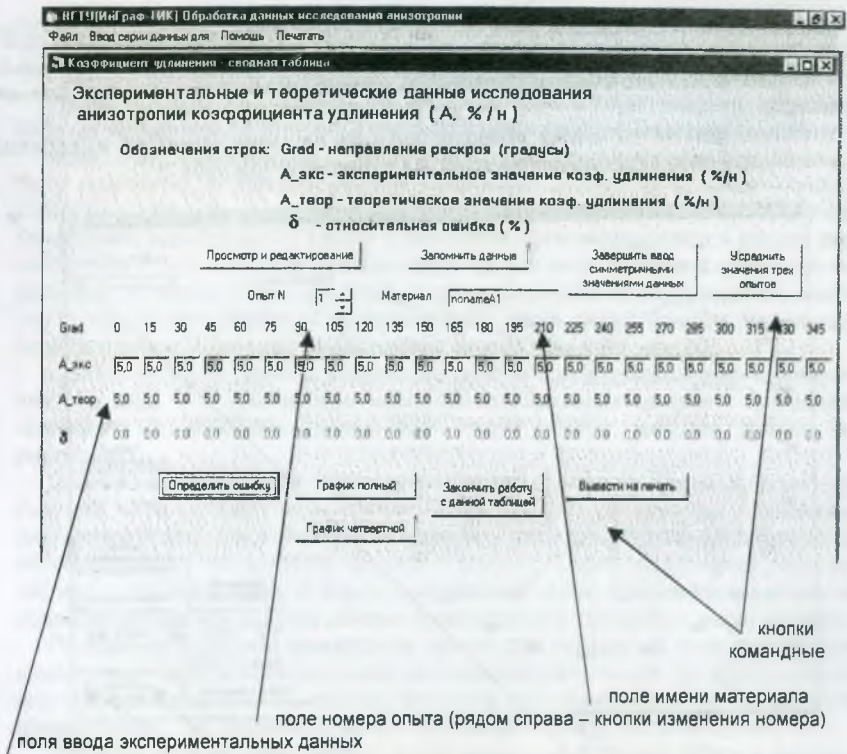 ВГТУ[ИнГраф-ТИК] Обработка данных исследования анизотропии
Файл Ввод серии данных для Помощь Печатать
Коэффициент удлинения - сводная таблица
Экспериментальные и теоретические данные исследования
анизотропии коэффициента удлинения ( А, % / н )
Обозначения строк: Grad - направление раскроя (градусы)
А_экс - экспериментальное значение коэф. удлинения ( %/н )
А_теор - теоретическое значение коэф. удлинения ( %/н )
δ - относительная ошибка ( % )
Просмотр и редактирование Запомнить данные Завершить ввод симметричными значениями данных Усреднить значения трех опытов
Опыт N 1 Материал nonameA1
Grad 0 15 30 45 60 75 90 105 120 135 150 165 180 195 210 225 240 255 270 285 300 315 330 345
А_экс 5,0 5,0 5,0 5,0 5,0 5,0 5,0 5,0 5,0 5,0 5,0 5,0 5,0 5,0 5,0 5,0 5,0 5,0 5,0 5,0 5,0 5,0 5,0 5,0
А_теор 5,0 5,0 5,0 5,0 5,0 5,0 5,0 5,0 5,0 5,0 5,0 5,0 5,0 5,0 5,0 5,0 5,0 5,0 5,0 5,0 5,0 5,0 5,0 5,0
δ 0,0 0,0 0,0 0,0 0,0 0,0 0,0 0,0 0,0 0,0 0,0 0,0 0,0 0,0 0,0 0,0 0,0 0,0 0,0 0,0 0,0 0,0 0,0 0,0
Определить ошибку График полный Закончить работу с данной таблицей Вывести на печать
График четвертной
кнопки
командные
поле имени материала
поле номера опыта (рядом справа – кнопки изменения номера)
поля ввода экспериментальных данных